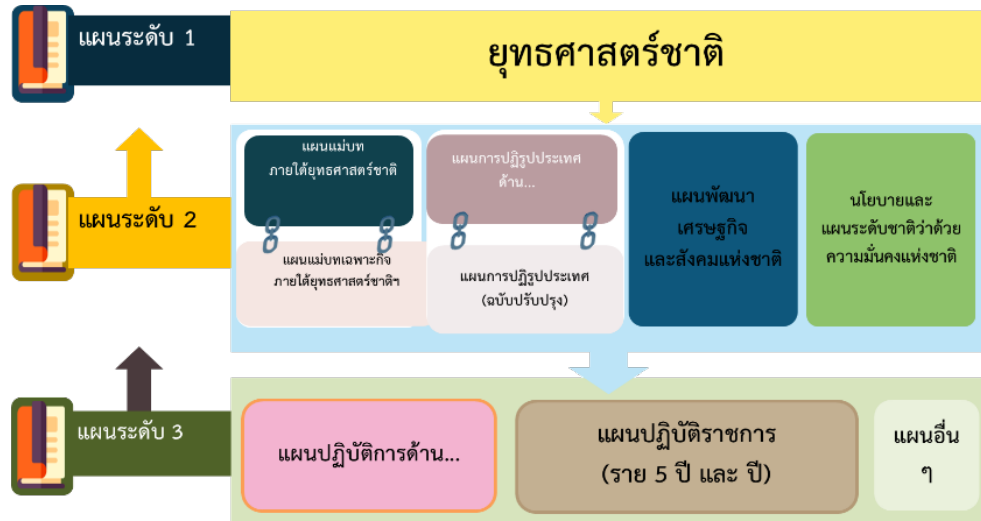 แผนระดับ 1
ยุทธศาสตร์ชาติ
แผนระดับ 2
แผนแม่บท
ภายใต้ยุทธศาสตร์ชาติ
แผนแม่บทเฉพาะกิจ
ภายใต้ยุทธศาสตร์ชาติฯ
แผนการปฏิรูปประเทศ
ด้าน...
แผนการปฏิรูปประเทศ
(ฉบับปรับปรุง)
แผนพัฒนา
เศรษฐกิจ
และสังคมแห่งชาติ
นโยบายและ
แผนระดับชาติว่าด้วย
ความมั่นคงแห่งชาติ
แผนระดับ 3
แผนปฏิบัติการด้าน...
แผนปฏิบัติราชการ
(ราย 5 ปี และ ปี)
แผนอื่น
ๆ